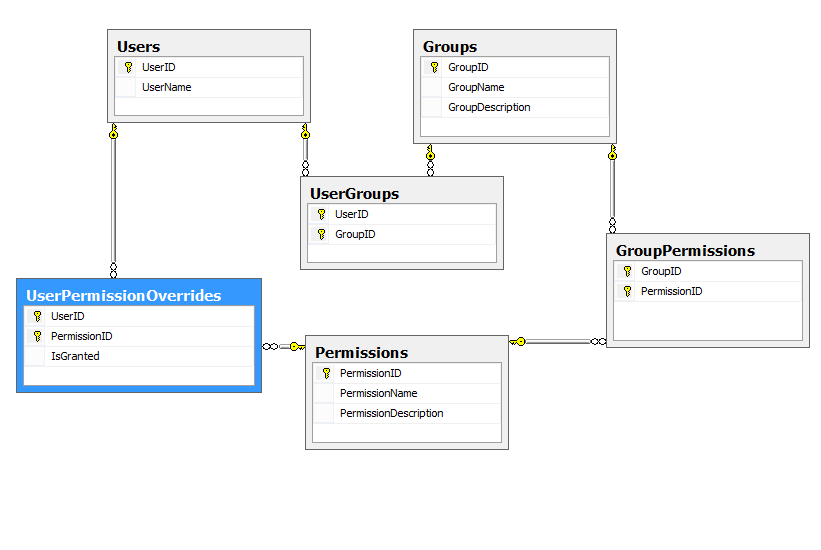 Users
UserID
UserName
Groups
GroupID
GroupName
GroupDescription
UserGroups
UserID
GroupID
GroupPermissions
GroupID
PermissionID
UserPermissionOverrides
UserID
PermissionID
IsGranted
Permissions
PermissionID
PermissionName
PermissionDescription